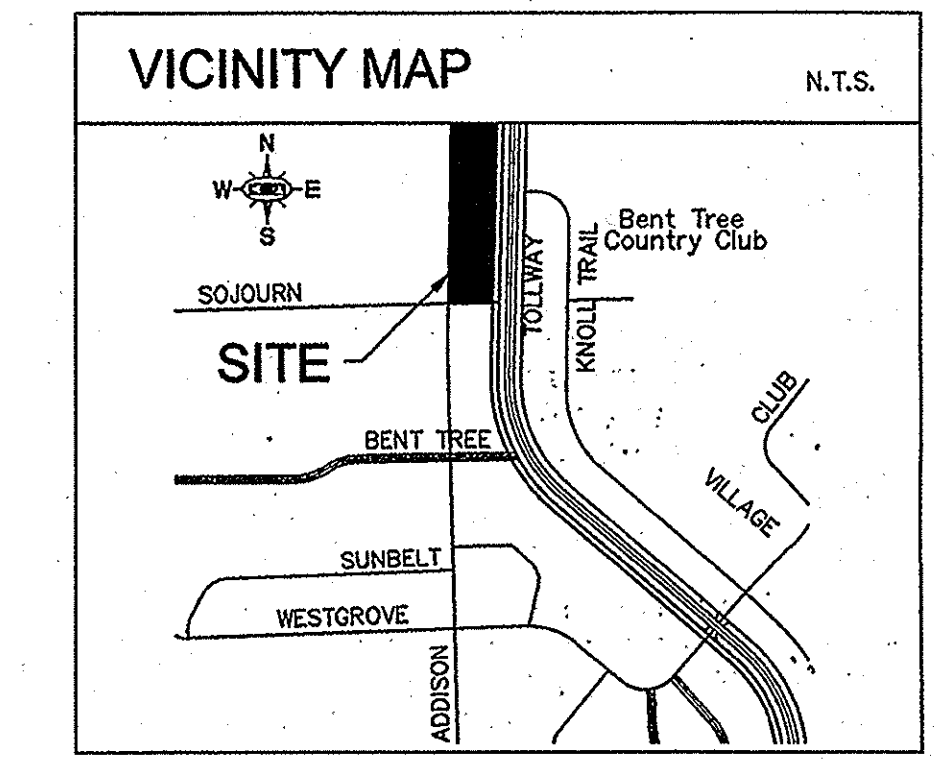 VICINITY MAP
N.T.S.
N
W E
S
Bent Tree
Country Club
TOLLWAY
KNOLL TRAIL
SOJOURN
SITE
CLUB
BENT TREE
VILLAGE
SUNBELT
WESTGROVE
ADDISON